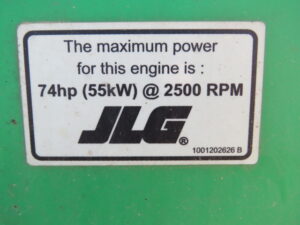 The maximum power
for this engine is :
74hp (55kW) @ 2500 RPM
JLG®
1001202626 B